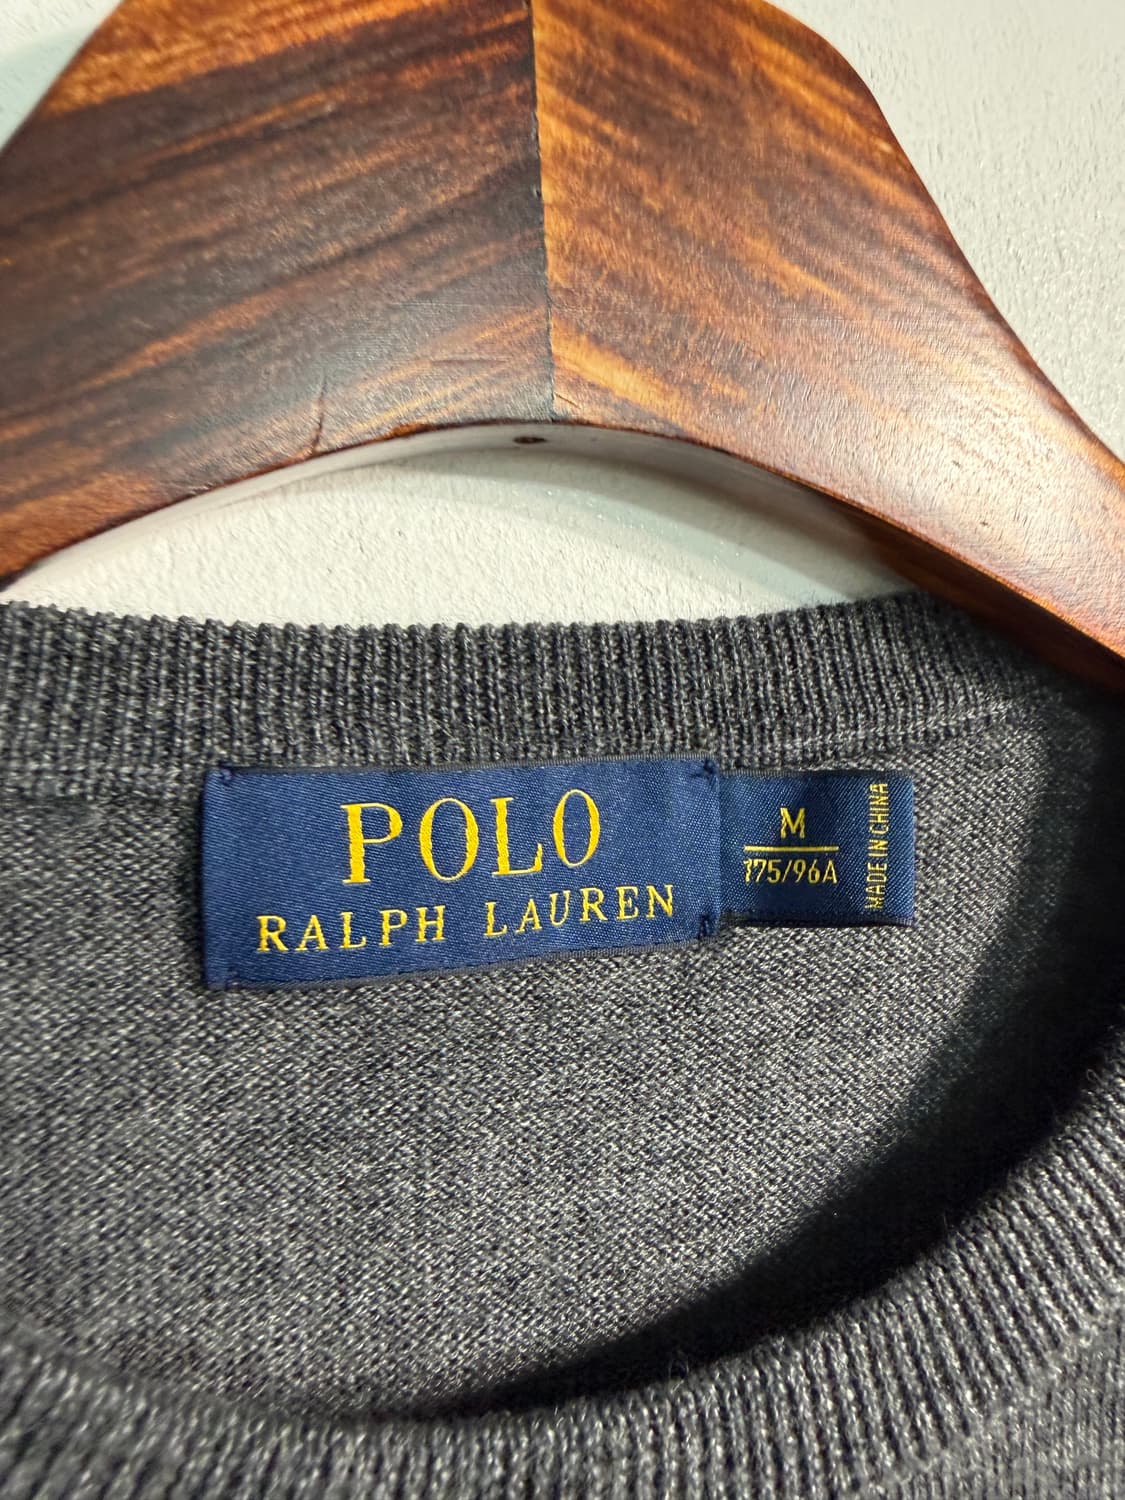 POLO
RALPH LAUREN
M
175/96A
MADE IN CHINA